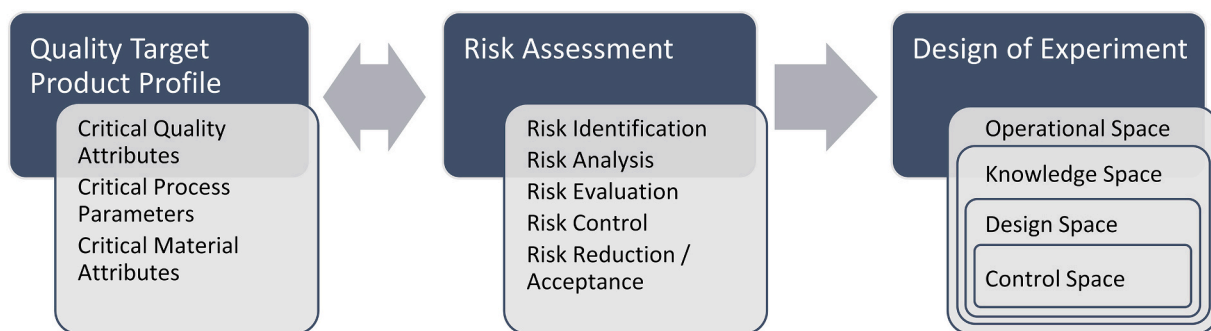 Quality Target
Product Profile
Critical Quality
Attributes
Critical Process
Parameters
Critical Material
Attributes
Risk Assessment
Risk Identification
Risk Analysis
Risk Evaluation
Risk Control
Risk Reduction /
Acceptance
Design of Experiment
Operational Space
Knowledge Space
Design Space
Control Space